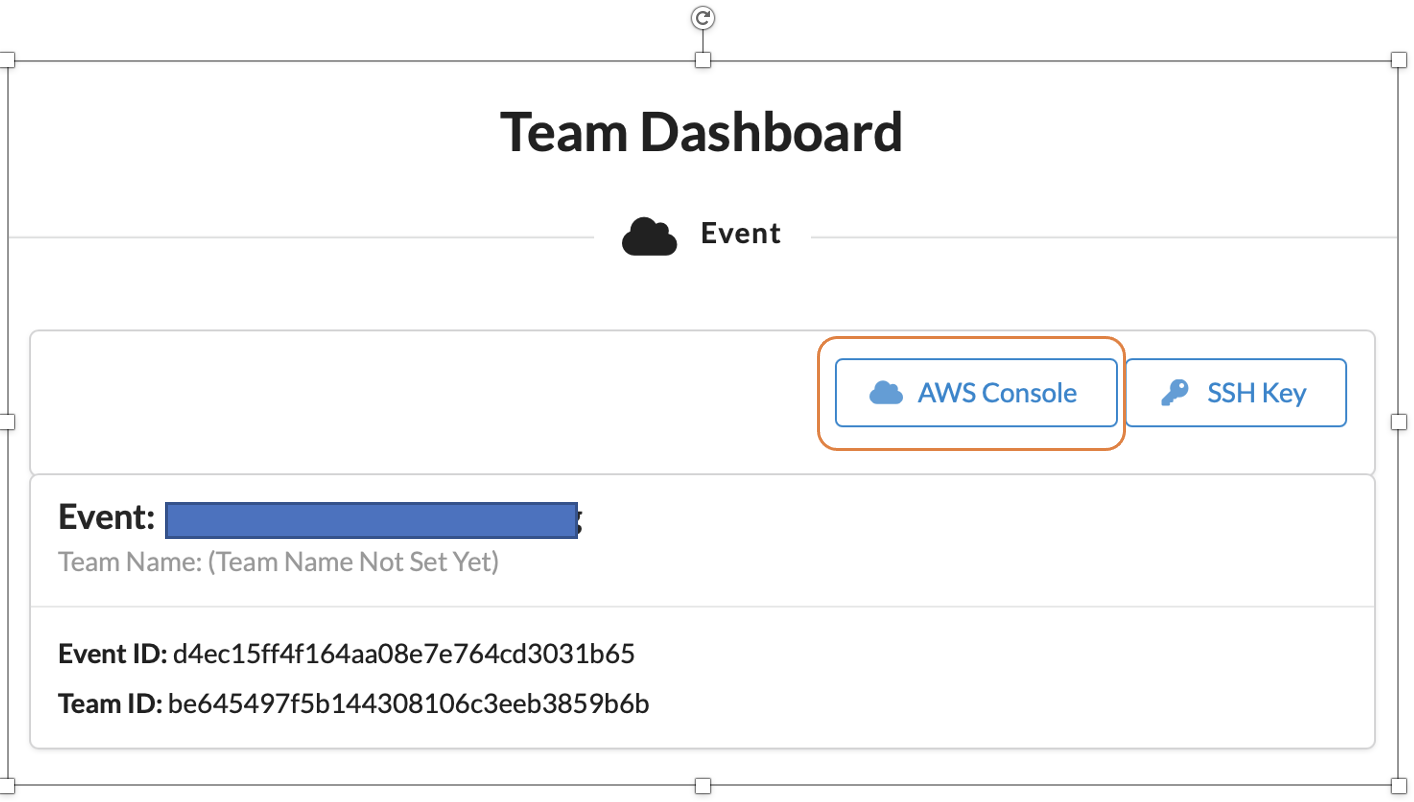 Team Dashboard
Event
AWS Console
SSH Key
Event:
Team Name: (Team Name Not Set Yet)
Event ID: d4ec15ff4f164aa08e7e764cd3031b65
Team ID: be645497f5b144308106c3eeb3859b6b